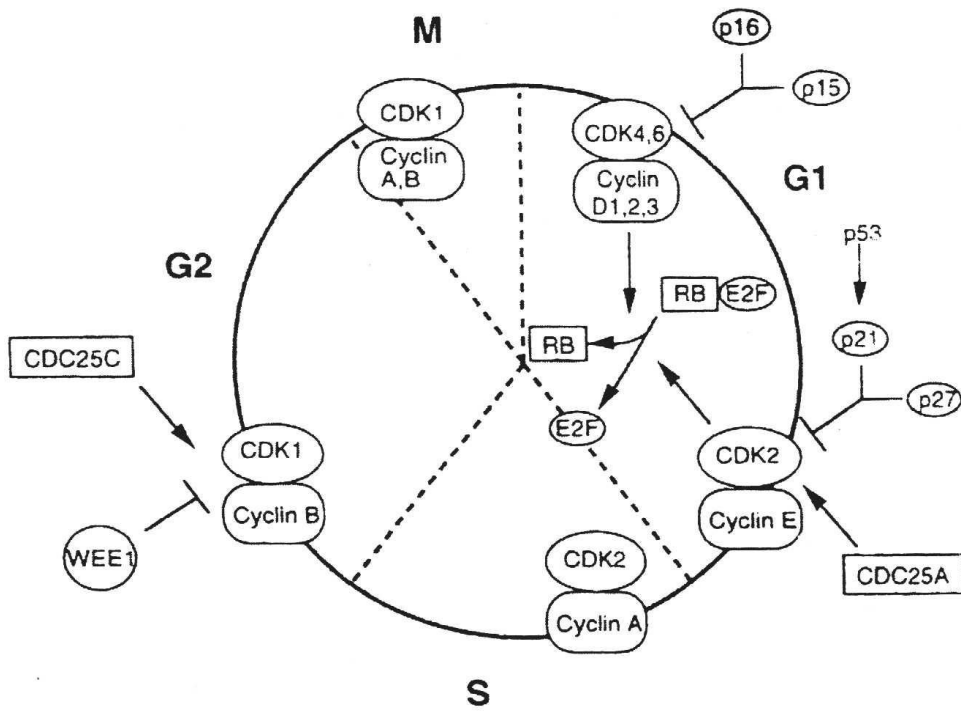 M
p16
p15
CDK1
Cyclin
A,B
CDK4,6
Cyclin
D1,2,3
G1
G2
p53
RB
E2F
p21
RB
p27
CDC25C
E2F
CDK1
CDK2
Cyclin B
Cyclin E
WEE1
CDK2
CDC25A
Cyclin A
S